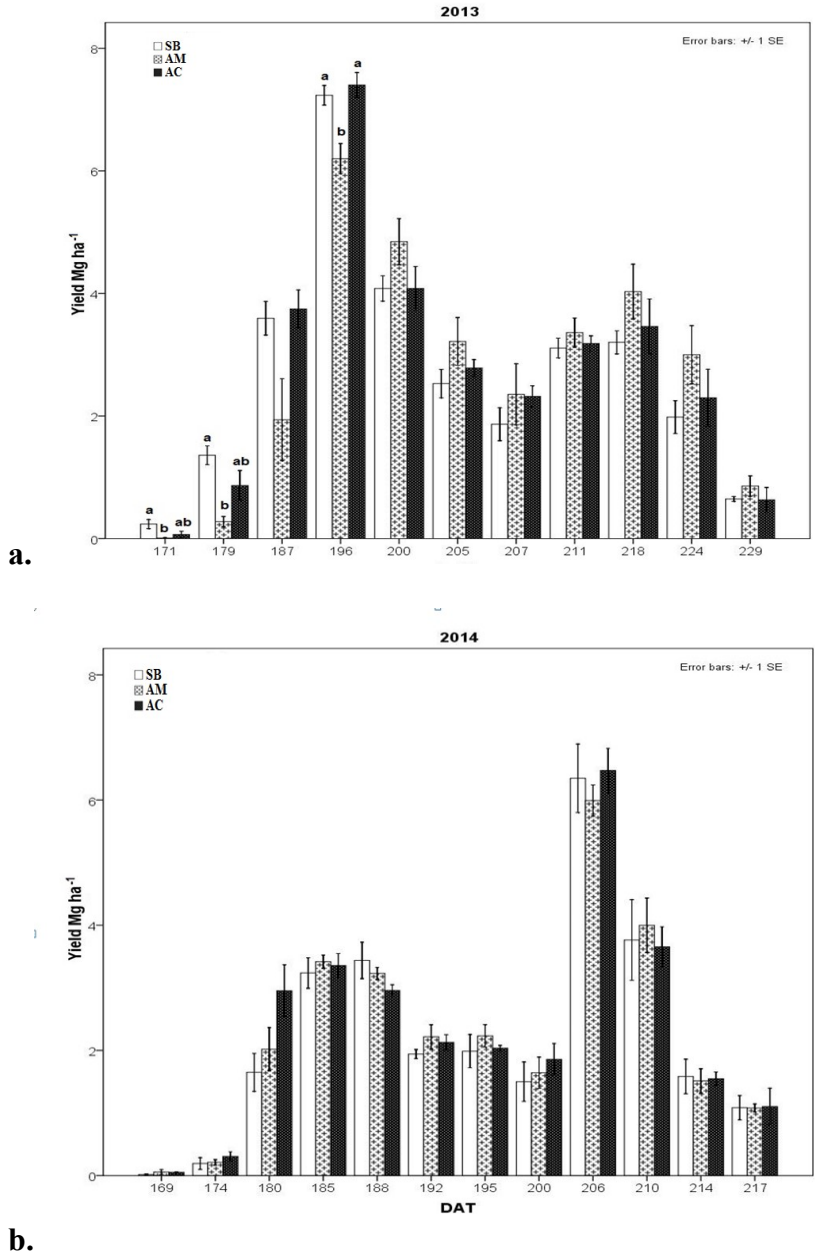 2013
Error bars: +/- 1 SE
SB
AM
AC
Yield Mg ha-1
8
6
4
2
0
a
b
ab
a
b
ab
a
b
a
171 179 187 196 200 205 207 211 218 224 229
a.
2014
Error bars: +/- 1 SE
SB
AM
AC
Yield Mg ha-1
8
6
4
2
0
169 174 180 185 188 192 195 200 206 210 214 217
DAT
b.